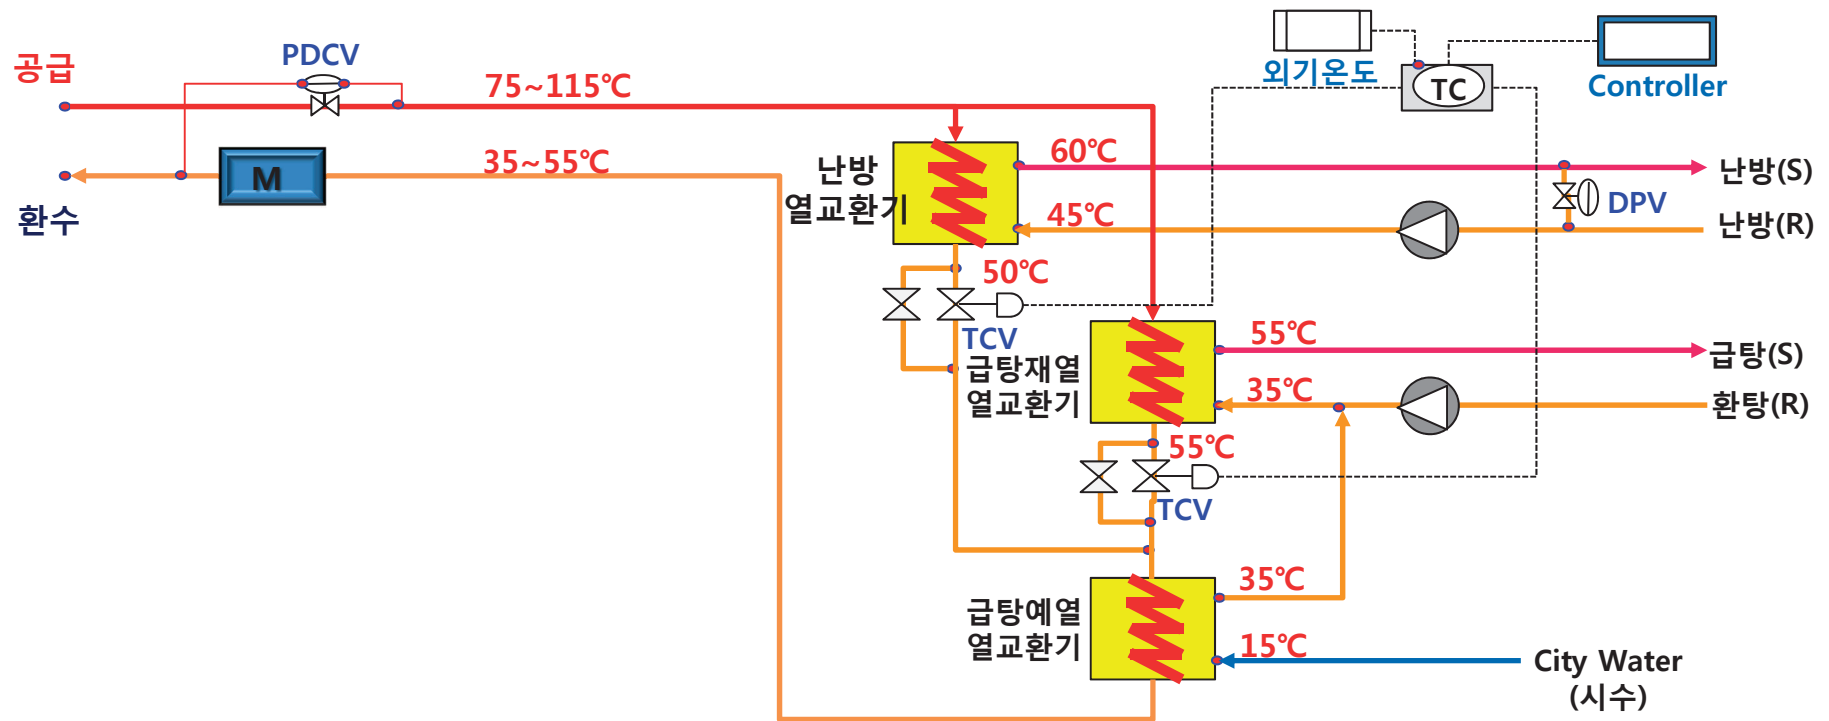 공급
PDCV
75~115℃
외기온도
TC
Controller
환수
M
35~55℃
난방
열교환기
60℃
45℃
난방(S)
DPV
난방(R)
50℃
TCV
급탕재열
열교환기
55℃
35℃
급탕(S)
환탕(R)
55℃
TCV
급탕예열
열교환기
35℃
15℃
City Water
(시수)